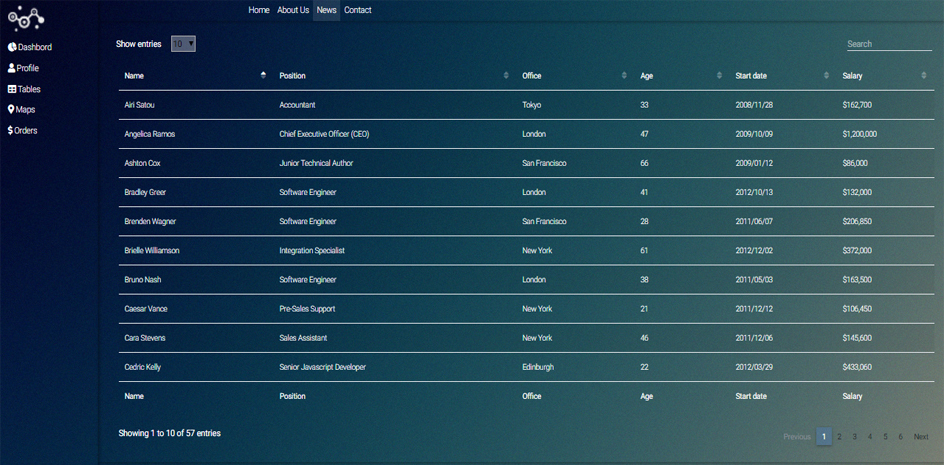 Home About Us News Contact
Dashbord
Profile
Tables
Maps
Orders
Show entries 10 Search
Name Position Office Age Start date Salary
Airi Satou Accountant Tokyo 33 2008/11/28 $162,700
Angelica Ramos Chief Executive Officer (CEO) London 47 2009/10/09 $1,200,000
Ashton Cox Junior Technical Author San Francisco 66 2009/01/12 $86,000
Bradley Greer Software Engineer London 41 2012/10/13 $132,000
Brenden Wagner Software Engineer San Francisco 28 2011/06/07 $206,850
Brielle Williamson Integration Specialist New York 61 2012/12/02 $372,000
Bruno Nash Software Engineer London 38 2011/05/03 $163,500
Caesar Vance Pre-Sales Support New York 21 2011/12/12 $106,450
Cara Stevens Sales Assistant New York 46 2011/12/06 $145,600
Cedric Kelly Senior Javascript Developer Edinburgh 22 2012/03/29 $433,060
Name Position Office Age Start date Salary
Showing 1 to 10 of 57 entries
Previous 1 2 3 4 5 6 Next